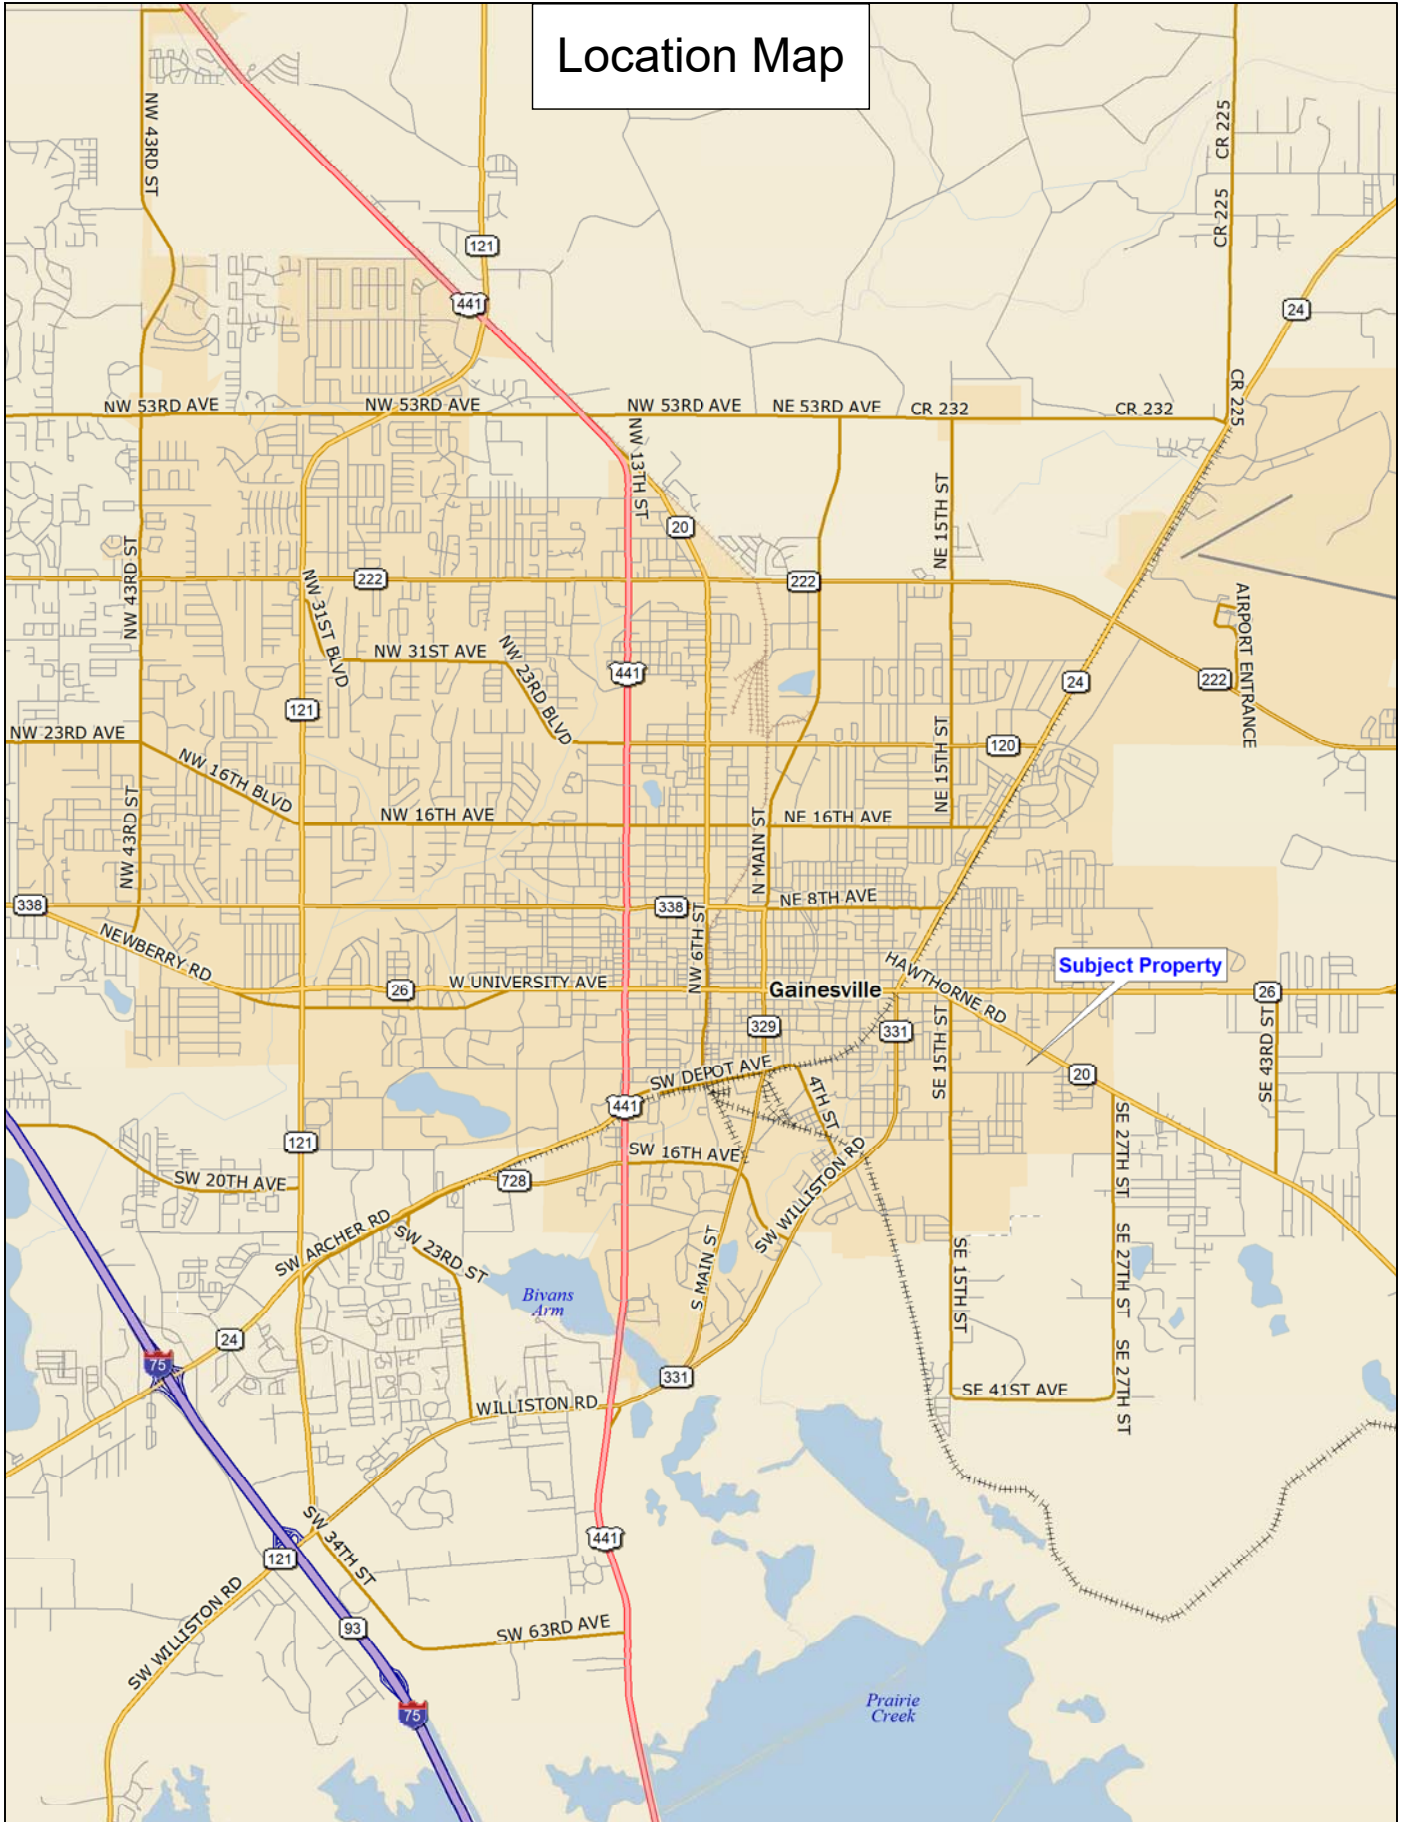 Location Map
NW 43RD ST
CR 225
CR 225
121
441
24
CR 225
NW 53RD AVE
NW 53RD AVE
NW 53RD AVE
NE 53RD AVE
CR 232
CR 232
NW 13TH ST
20
NE 15TH ST
NW 43RD ST
222
222
NW 31ST BLVD
NW 31ST AVE
NW 23RD BLVD
441
24
222
AIRPORT ENTRANCE
121
NW 23RD AVE
120
NE 15TH ST
NW 16TH BLVD
NW 43RD ST
NW 16TH AVE
NE 16TH AVE
N MAIN ST
338
338
NE 8TH AVE
NEWBERRY RD
NW 6TH ST
HAWTHORNE RD
Subject Property
26
W UNIVERSITY AVE
Gainesville
26
329
331
SE 15TH ST
SE 43RD ST
SW DEPOT AVE
20
4TH ST
441
121
SW 16TH AVE
SE 27TH ST
SW 20TH AVE
728
SW WILLISTON RD
SW ARCHER RD
SW 23RD ST
S MAIN ST
SE 15TH ST
SE 27TH ST
Bivans
Arm
24
75
331
SE 27TH ST
SE 41ST AVE
WILLISTON RD
SW 34TH ST
441
121
SW WILLISTON RD
93
SW 63RD AVE
75
Prairie
Creek